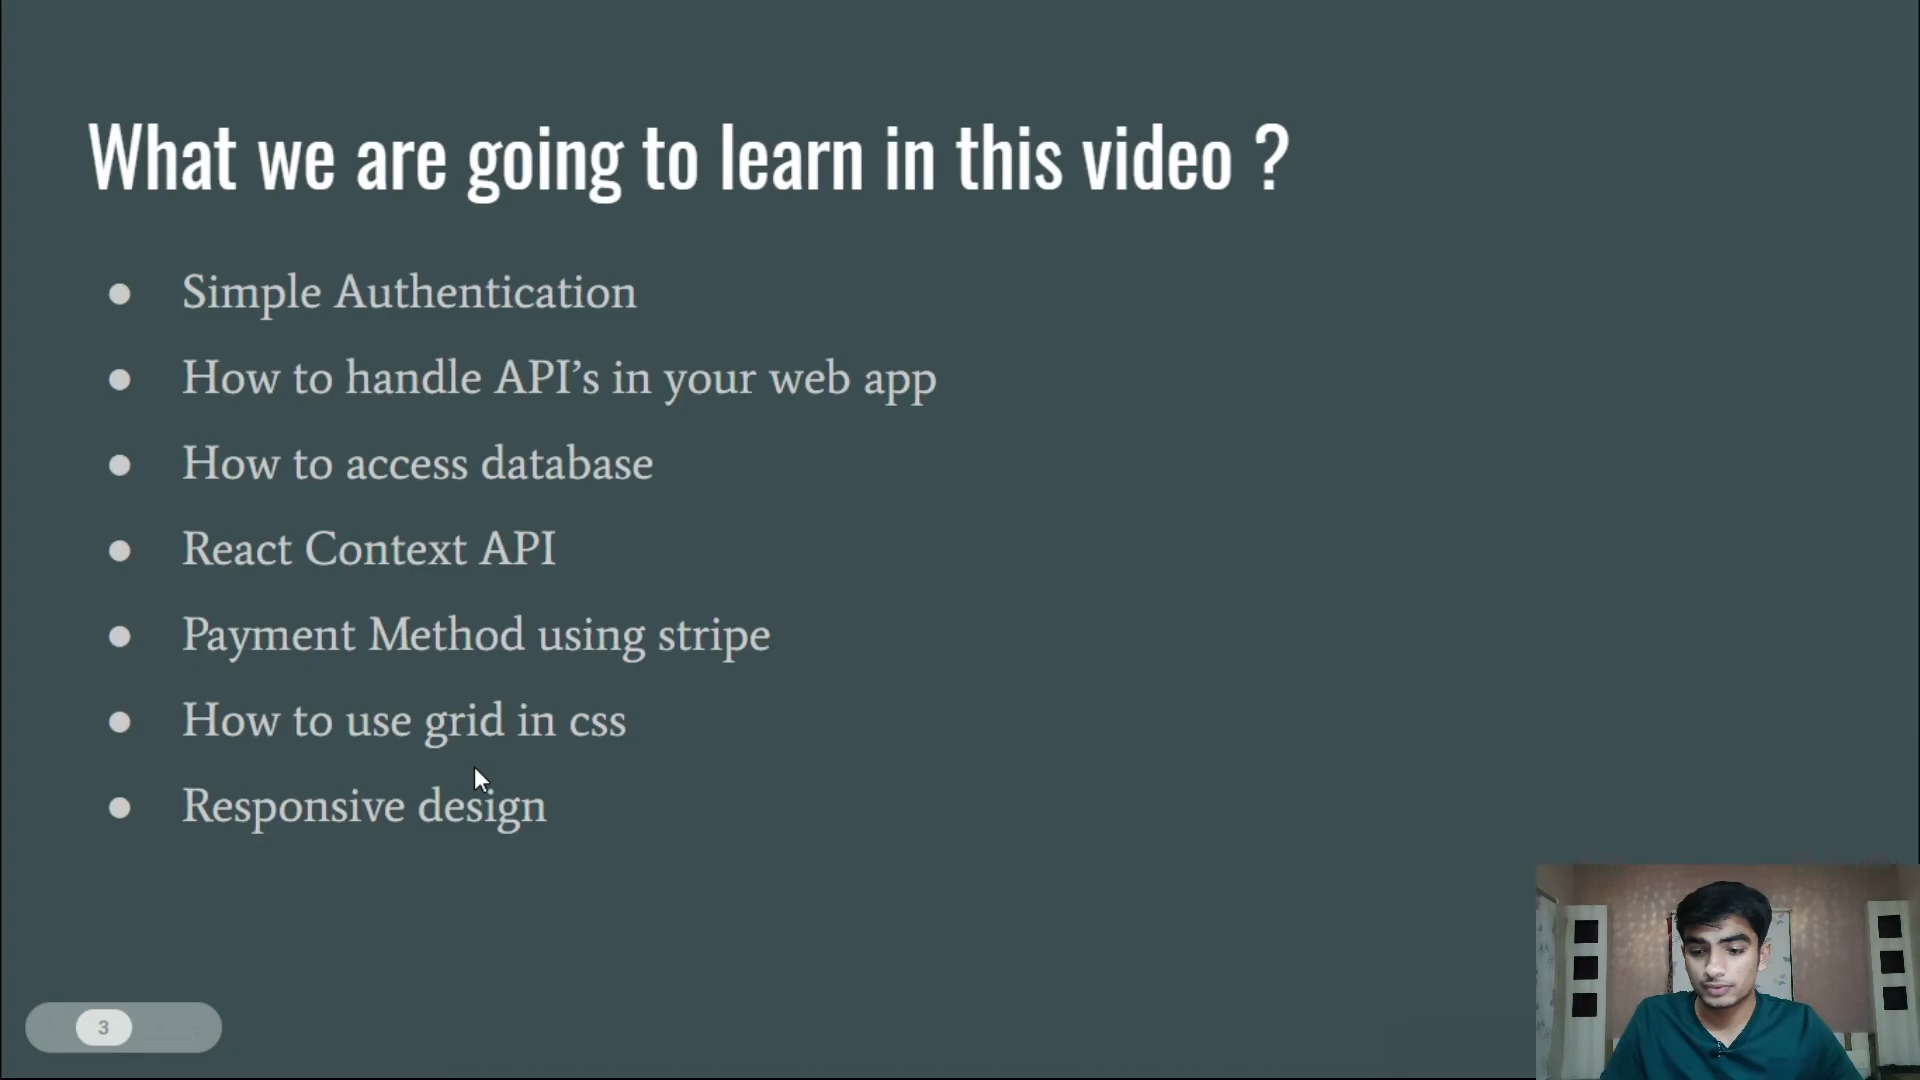 What we are going to learn in this video ?
● Simple Authentication
● How to handle API’s in your web app
● How to access database
● React Context API
● Payment Method using stripe
● How to use grid in css
● Responsive design
3